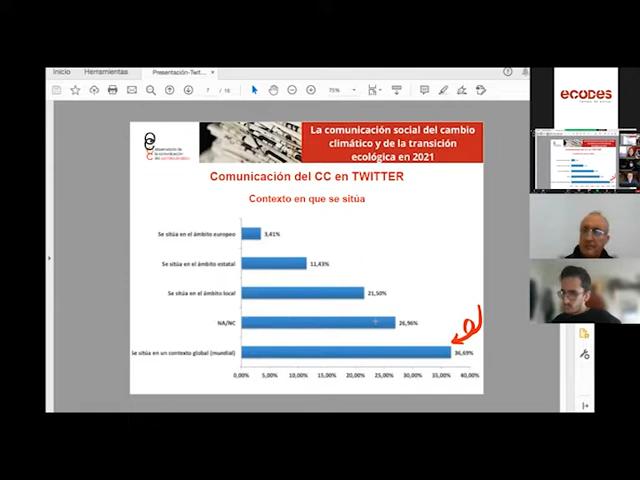 Inicio Herramientas Presentación-Twit... ×
7 / 16 75%
ecodes
La comunicación social del cambio
climático y de la transición
ecológica en 2021
Comunicación del CC en TWITTER
Contexto en que se sitúa
Se sitúa en el ámbito europeo 3,41%
Se sitúa en el ámbito estatal 11,43%
Se sitúa en el ámbito local 21,50%
NA/NC 26,96%
Se sitúa en un contexto global (mundial) 36,69%
0,00% 5,00% 10,00% 15,00% 20,00% 25,00% 30,00% 35,00% 40,00%